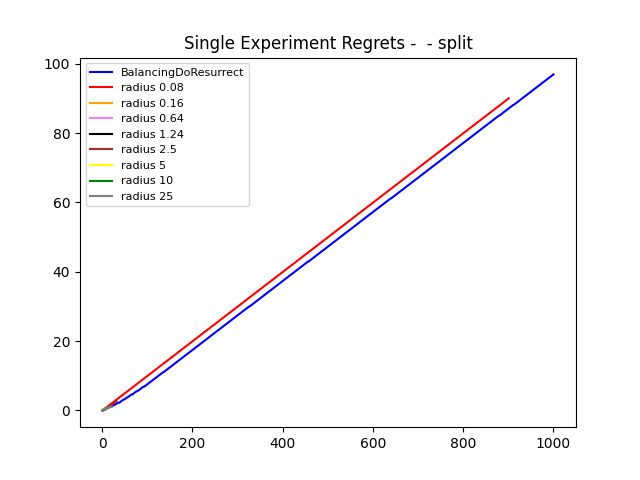 Single Experiment Regrets -  - split
100
80
60
40
20
0
BalancingDoResurrect
radius 0.08
radius 0.16
radius 0.64
radius 1.24
radius 2.5
radius 5
radius 10
radius 25
0 200 400 600 800 1000